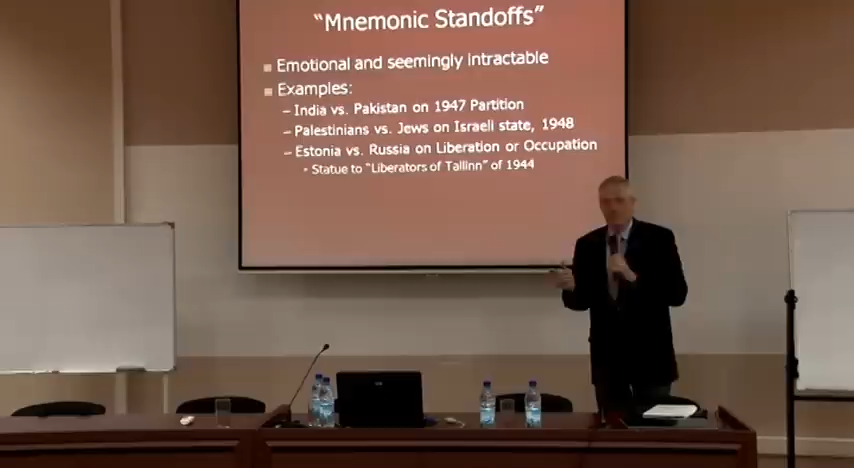 “Mnemonic Standoffs”
Emotional and seemingly intractable
Examples:
– India vs. Pakistan on 1947 Partition
– Palestinians vs. Jews on Israeli state, 1948
– Estonia vs. Russia on Liberation or Occupation
• Statue to “Liberators of Tallinn” of 1944